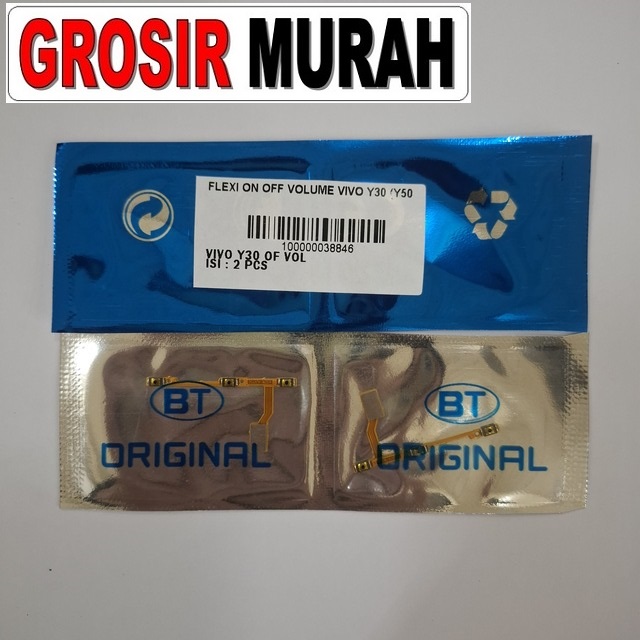 GROSIR MURAH
FLEXI ON OFF VOLUME VIVO Y30 /Y50
100000038846
VIVO Y30 OF VOL
ISI : 2 PCS
BT
ORIGINAL
BT
ORIGINAL